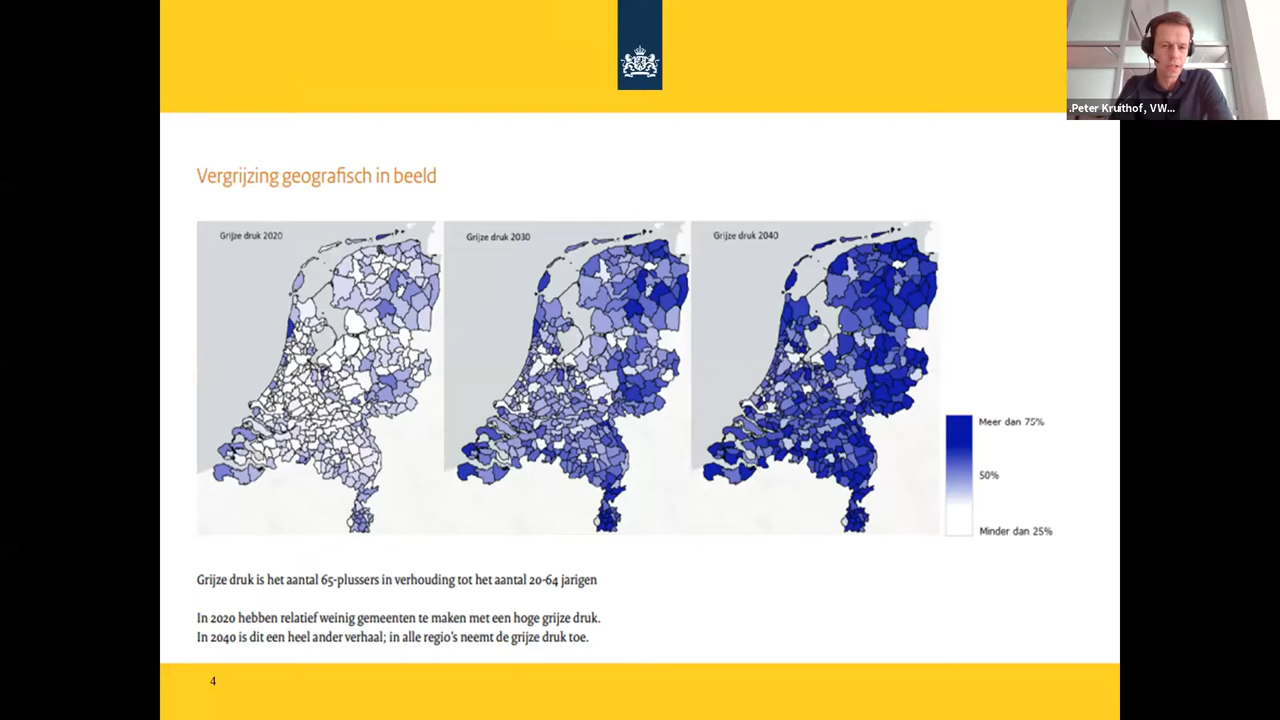 .Peter Kruithof, VW...
Vergrijzing geografisch in beeld
Grijze druk 2020
Grijze druk 2030
Grijze druk 2040
Meer dan 75%
50%
Minder dan 25%
Grijze druk is het aantal 65-plussers in verhouding tot het aantal 20-64 jarigen
In 2020 hebben relatief weinig gemeenten te maken met een hoge grijze druk.
In 2040 is dit een heel ander verhaal; in alle regio's neemt de grijze druk toe.
4